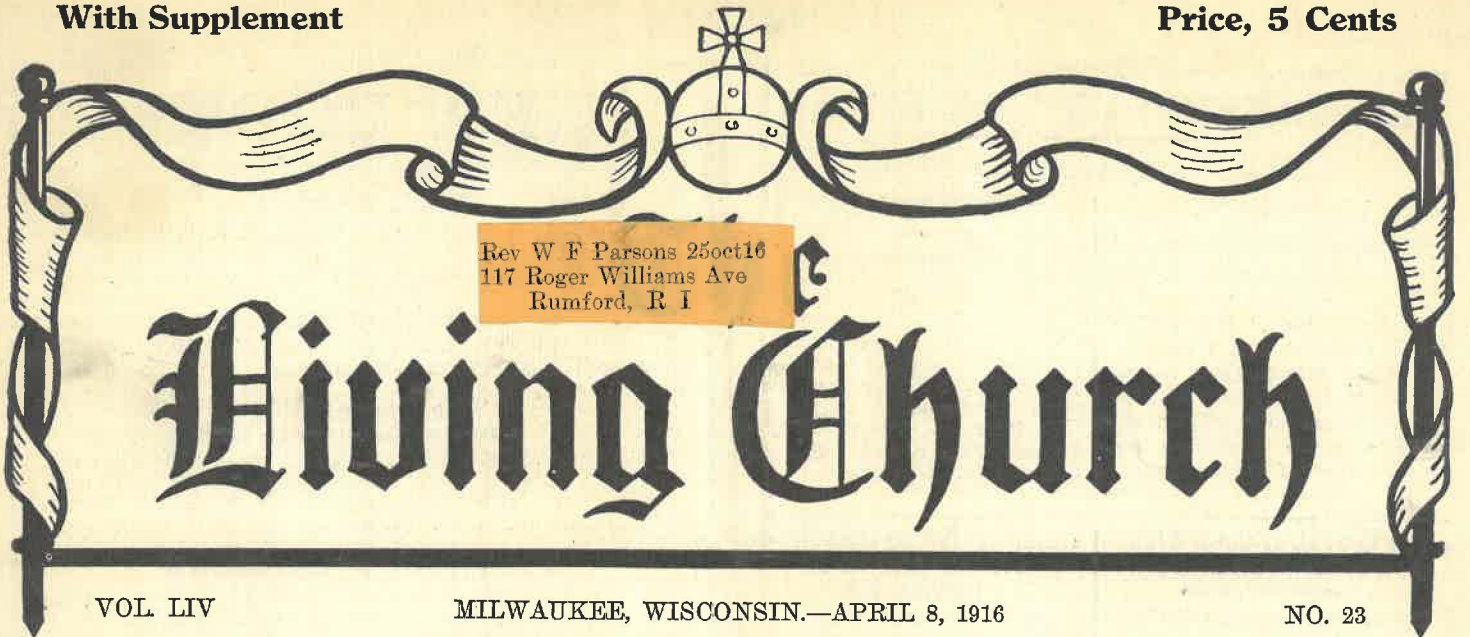 With Supplement
Price, 5 Cents
Rev W F Parsons 25oct16
117 Roger Williams Ave
Rumford, R I
Living Church
VOL. LIV
MILWAUKEE, WISCONSIN.—APRIL 8, 1916
NO. 23